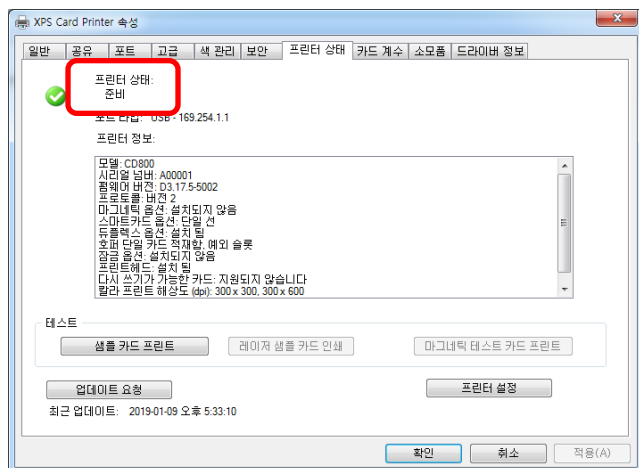 XPS Card Printer 속성
일반 공유 포트 고급 색 관리 보안 프린터 상태 카드 계수 소모품 드라이버 정보
프린터 상태:
준비
포트 타입: USB - 169.254.1.1
프린터 정보:
모델: CD800
시리얼 넘버: A00001
펌웨어 버전: D3.17.5-5002
프로토콜: 버전 2
마그네틱 옵션: 설치되지 않음
스마트카드 옵션: 단일 선
듀플렉스 옵션: 설치 됨
호퍼 단일 카드 적재함, 예외 슬롯
잠금 옵션: 설치되지 않음
프린트헤드: 설치 됨
다시 쓰기가 가능한 카드: 지원되지 않습니다
칼라 프린트 해상도 (dpi): 300 x 300, 300 x 600
테스트
샘플 카드 프린트 레이저 샘플 카드 인쇄 마그네틱 테스트 카드 프린트
업데이트 요청 프린터 설정
최근 업데이트: 2019-01-09 오후 5:33:10
확인 취소 적용(A)